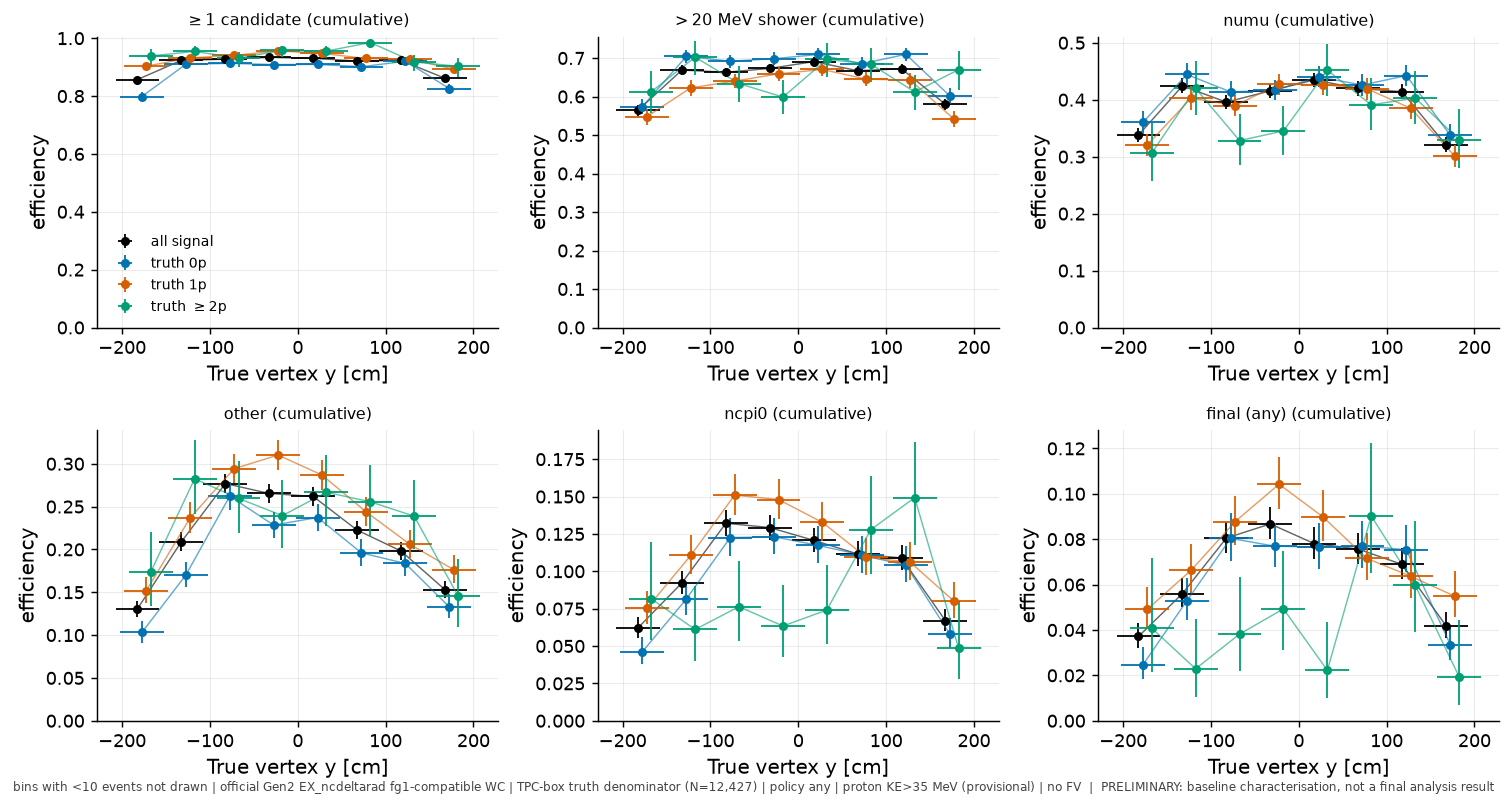 ≥ 1 candidate (cumulative)
efficiency
1.0
0.8
0.6
0.4
0.2
0.0
all signal
truth 0p
truth 1p
truth ≥2p
−200 −100 0 100 200
True vertex y [cm]
> 20 MeV shower (cumulative)
efficiency
0.7
0.6
0.5
0.4
0.3
0.2
0.1
0.0
−200 −100 0 100 200
True vertex y [cm]
numu (cumulative)
efficiency
0.5
0.4
0.3
0.2
0.1
0.0
−200 −100 0 100 200
True vertex y [cm]
other (cumulative)
efficiency
0.30
0.25
0.20
0.15
0.10
0.05
0.00
−200 −100 0 100 200
True vertex y [cm]
ncpi0 (cumulative)
efficiency
0.175
0.150
0.125
0.100
0.075
0.050
0.025
0.000
−200 −100 0 100 200
True vertex y [cm]
final (any) (cumulative)
efficiency
0.12
0.10
0.08
0.06
0.04
0.02
0.00
−200 −100 0 100 200
True vertex y [cm]
bins with <10 events not drawn | official Gen2 EX_ncdeltarad fg1-compatible WC | TPC-box truth denominator (N=12,427) | policy any | proton KE>35 MeV (provisional) | no FV | PRELIMINARY: baseline characterisation, not a final analysis result